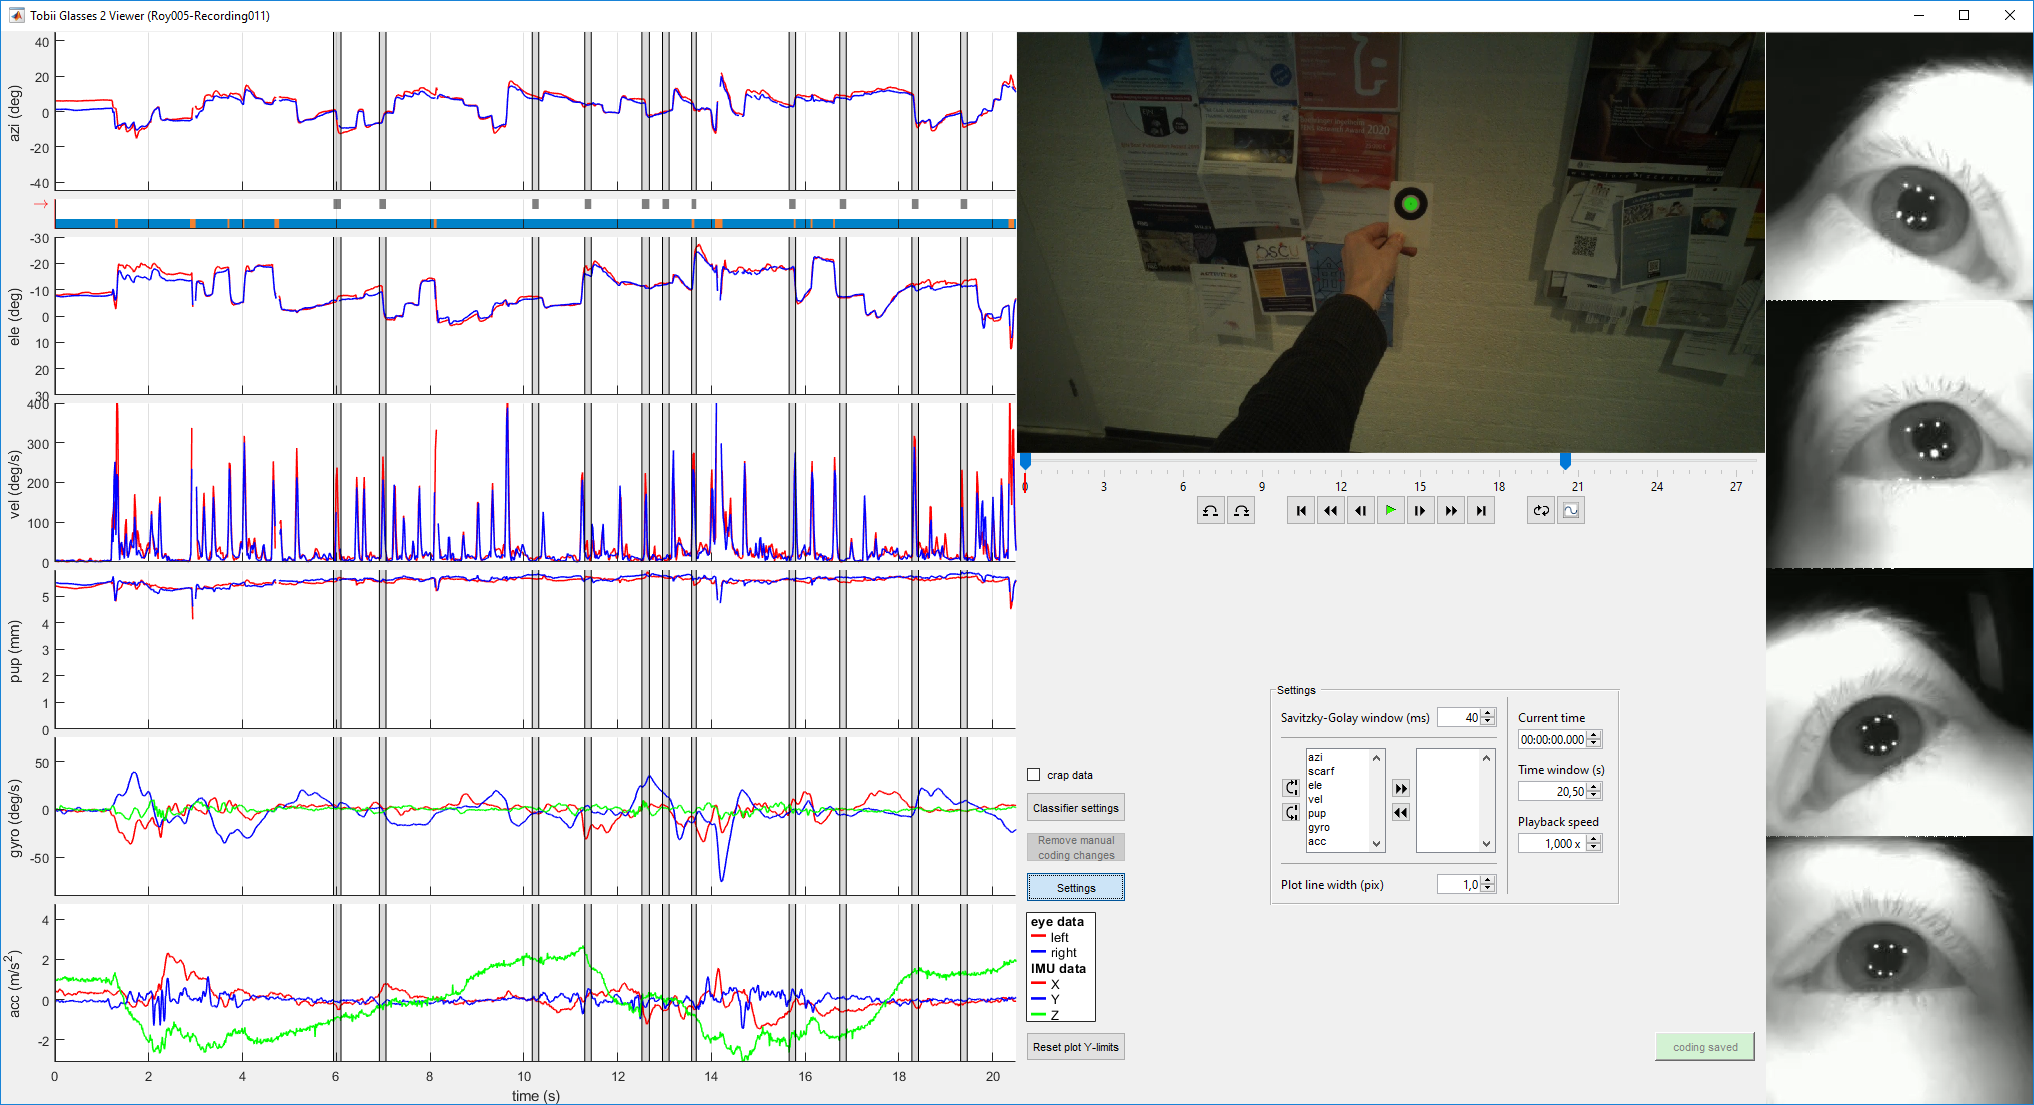 Tobii Glasses 2 Viewer (Roy005-Recording011)
azi (deg)
40
20
0
-20
-40
→
ele (deg)
-30
-20
-10
0
10
20
30
vel (deg/s)
400
300
200
100
0
pup (mm)
5
4
3
2
1
0
gyro (deg/s)
50
0
-50
acc (m/s²)
4
2
0
-2
0 2 4 6 8 10 12 14 16 18 20
time (s)
2020
OSCU
0 3 6 9 12 15 18 21 24 27
crap data
Classifier settings
Remove manual
coding changes
Settings
eye data
left
right
IMU data
X
Y
Z
Reset plot Y-limits
Settings
Savitzky-Golay window (ms) 40
azi
scarf
ele
vel
pup
gyro
acc
Plot line width (pix) 1,0
Current time
00:00:00.000
Time window (s)
20,50
Playback speed
1,000 x
coding saved